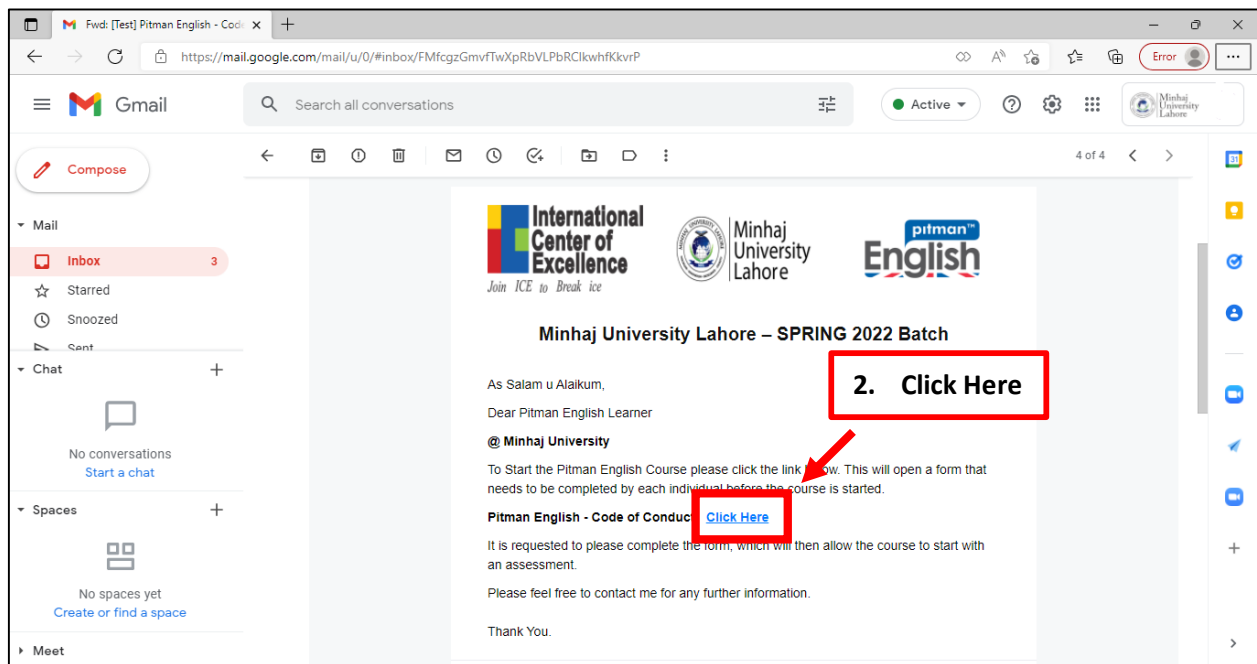 Fwd: [Test] Pitman English - Code
https://mail.google.com/mail/u/0/#inbox/FMfcgzGmvfTwXpRbVLPbRClkwhfKkvrP
Error
Gmail
Search all conversations
Active
Minhaj
University
Lahore
Compose
4 of 4
31
Mail
Inbox 3
Starred
Snoozed
Sent
Chat
No conversations
Start a chat
Spaces
No spaces yet
Create or find a space
Meet
International
Center of
Excellence
Join ICE to Break ice
Minhaj
University
Lahore
pitman™
English
Minhaj University Lahore – SPRING 2022 Batch
2. Click Here
As Salam u Alaikum,
Dear Pitman English Learner
@ Minhaj University
To Start the Pitman English Course please click the link below. This will open a form that
needs to be completed by each individual before the course is started.
Pitman English - Code of Conduct Click Here
It is requested to please complete the form, which will then allow the course to start with
an assessment.
Please feel free to contact me for any further information.
Thank You.